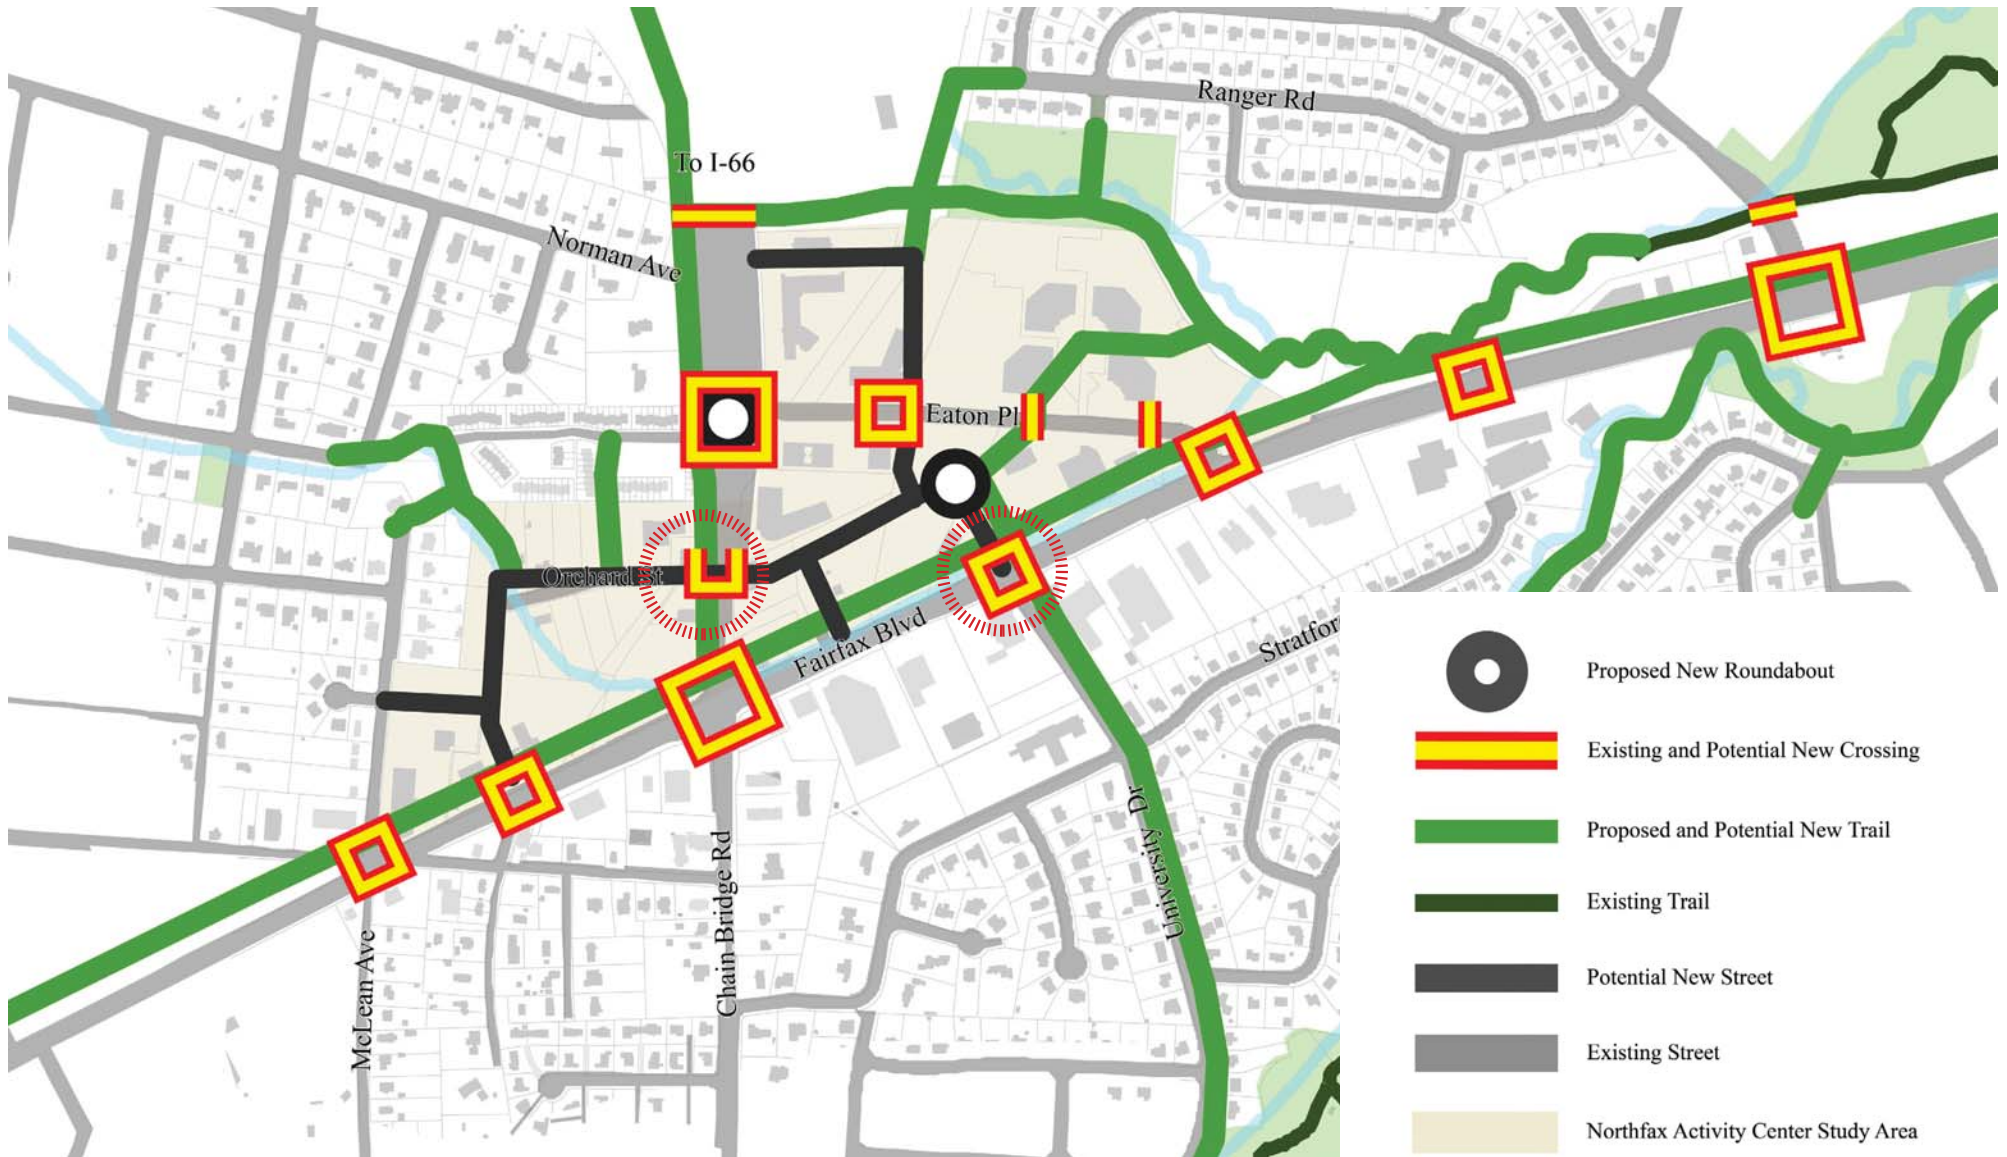 Ranger Rd
To I-66
Norman Ave
Eaton Pl
Orchard St
Fairfax Blvd
Stratfor
University Dr
Chain Bridge Rd
McLean Ave
Proposed New Roundabout
Existing and Potential New Crossing
Proposed and Potential New Trail
Existing Trail
Potential New Street
Existing Street
Northfax Activity Center Study Area